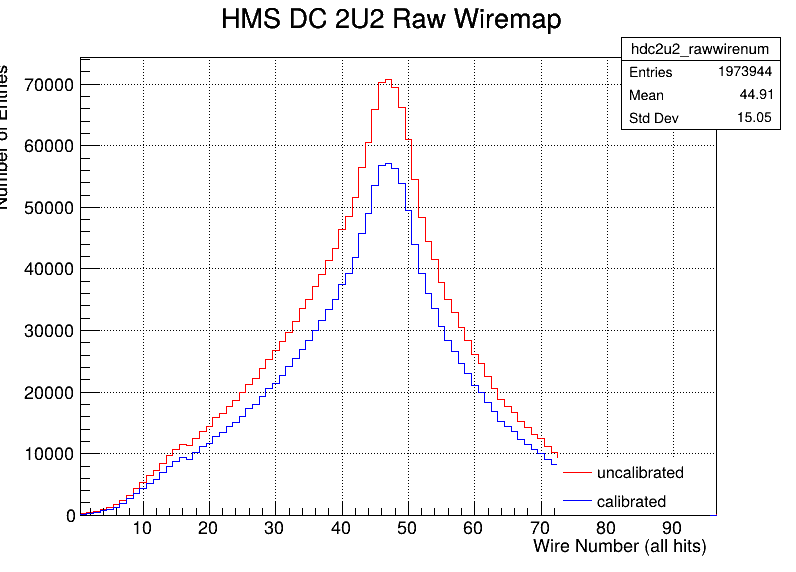 HMS DC 2U2 Raw Wiremap
hdc2u2_rawwirenum
Entries 1973944
Mean 44.91
Std Dev 15.05
Number of Entries
70000
60000
50000
40000
30000
20000
10000
0
uncalibrated
calibrated
10 20 30 40 50 60 70 80 90
Wire Number (all hits)